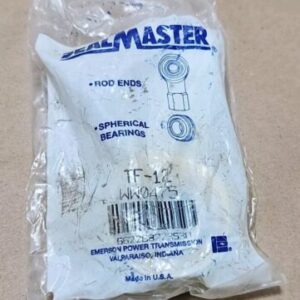 SEALMASTER
• ROD ENDS
• SPHERICAL
BEARINGS
TF-12
EMERSON POWER TRANSMISSION
VALPARAISO, INDIANA
Made in U.S.A.